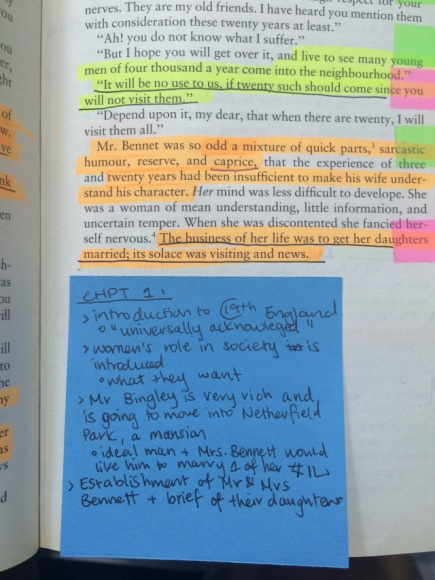 nerves. They are my old friends. I have heard you mention them
with consideration these twenty years at least."
"Ah! you do not know what I suffer."
"But I hope you will get over it, and live to see many young
men of four thousand a year come into the neighbourhood."
"It will be no use to us, if twenty such should come since you
will not visit them."
"Depend upon it, my dear, that when there are twenty, I will
visit them all."
Mr. Bennet was so odd a mixture of quick parts,³ sarcastic
humour, reserve, and caprice, that the experience of three
and twenty years had been insufficient to make his wife under-
stand his character. Her mind was less difficult to develope. She
was a woman of mean understanding, little information, and
uncertain temper. When she was discontented she fancied her-
self nervous.⁴ The business of her life was to get her daughters
married; its solace was visiting and news.
CHPT 1:
> introduction to 19th England
o "universally acknowleged"
> women's role in society is
introduced
o what they want
> Mr Bingley is very rich and
is going to move into Netherfield
Park, a mansion
o ideal man + Mrs. Bennett would
like him to marry 1 of her
> Establishment of Mr & Mrs
Bennett + brief of their daughters